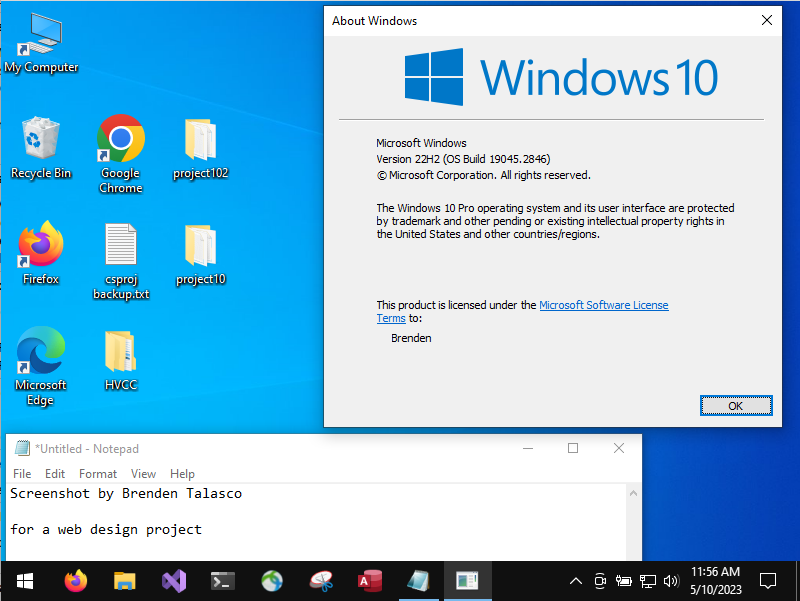 About Windows
Windows 10
Microsoft Windows
Version 22H2 (OS Build 19045.2846)
© Microsoft Corporation. All rights reserved.
The Windows 10 Pro operating system and its user interface are protected
by trademark and other pending or existing intellectual property rights in
the United States and other countries/regions.
This product is licensed under the Microsoft Software License
Terms to:
Brenden
OK
My Computer
Recycle Bin
Google
Chrome
project102
Firefox
csproj
backup.txt
project10
Microsoft
Edge
HVCC
*Untitled - Notepad
File Edit Format View Help
Screenshot by Brenden Talasco
for a web design project
11:56 AM
5/10/2023